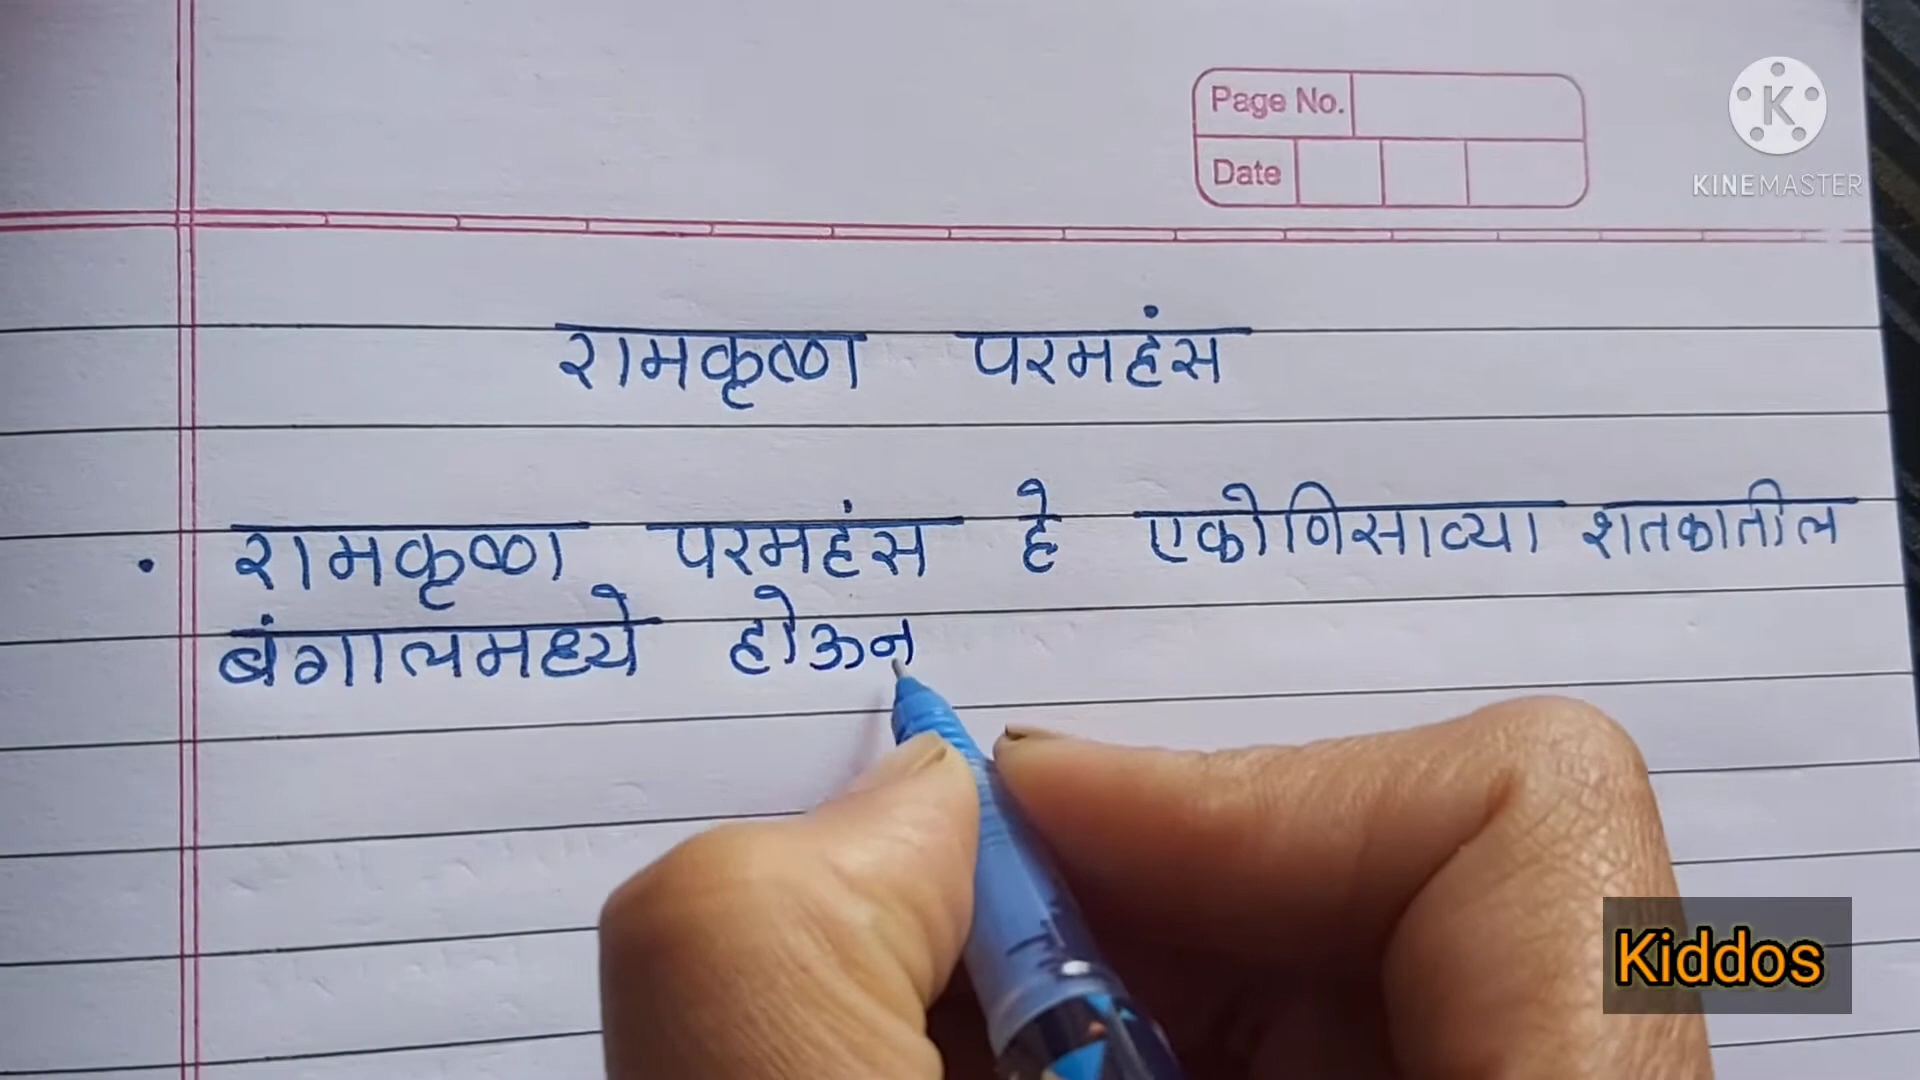 Page No.
Date
KINEMASTER
रामकृष्ण परमहंस
• रामकृष्ण परमहंस हे एकोणिसाव्या शतकातील
बंगालमध्ये होऊन
Kiddos